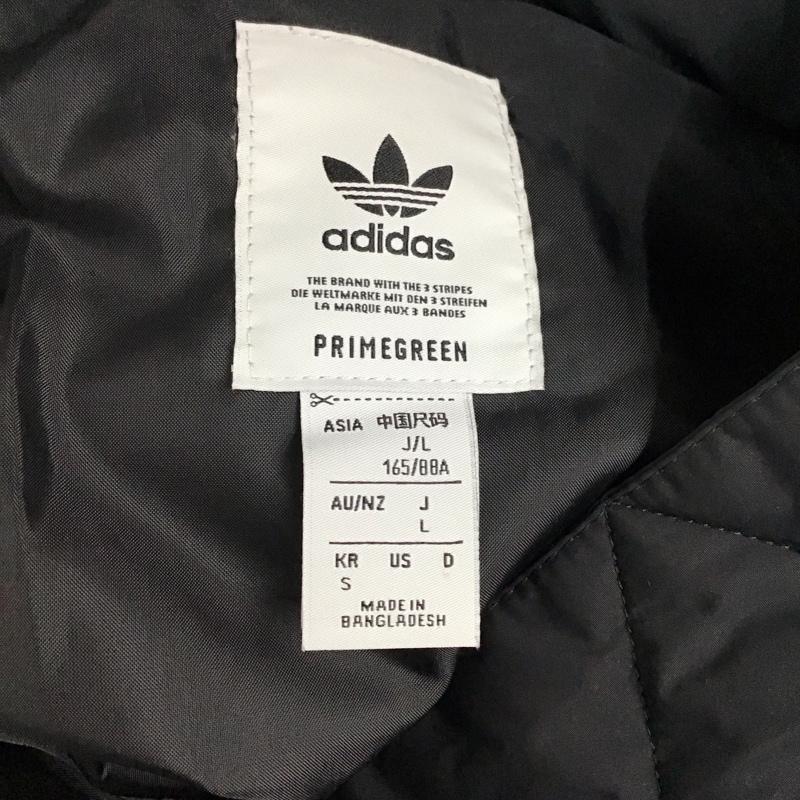 adidas
THE BRAND WITH THE 3 STRIPES
DIE WELTMARKE MIT DEN 3 STREIFEN
LA MARQUE AUX 3 BANDES
PRIMEGREEN
ASIA 中国尺码
J/L
165/88A
AU/NZ J
L
KR US D
S
MADE IN
BANGLADESH